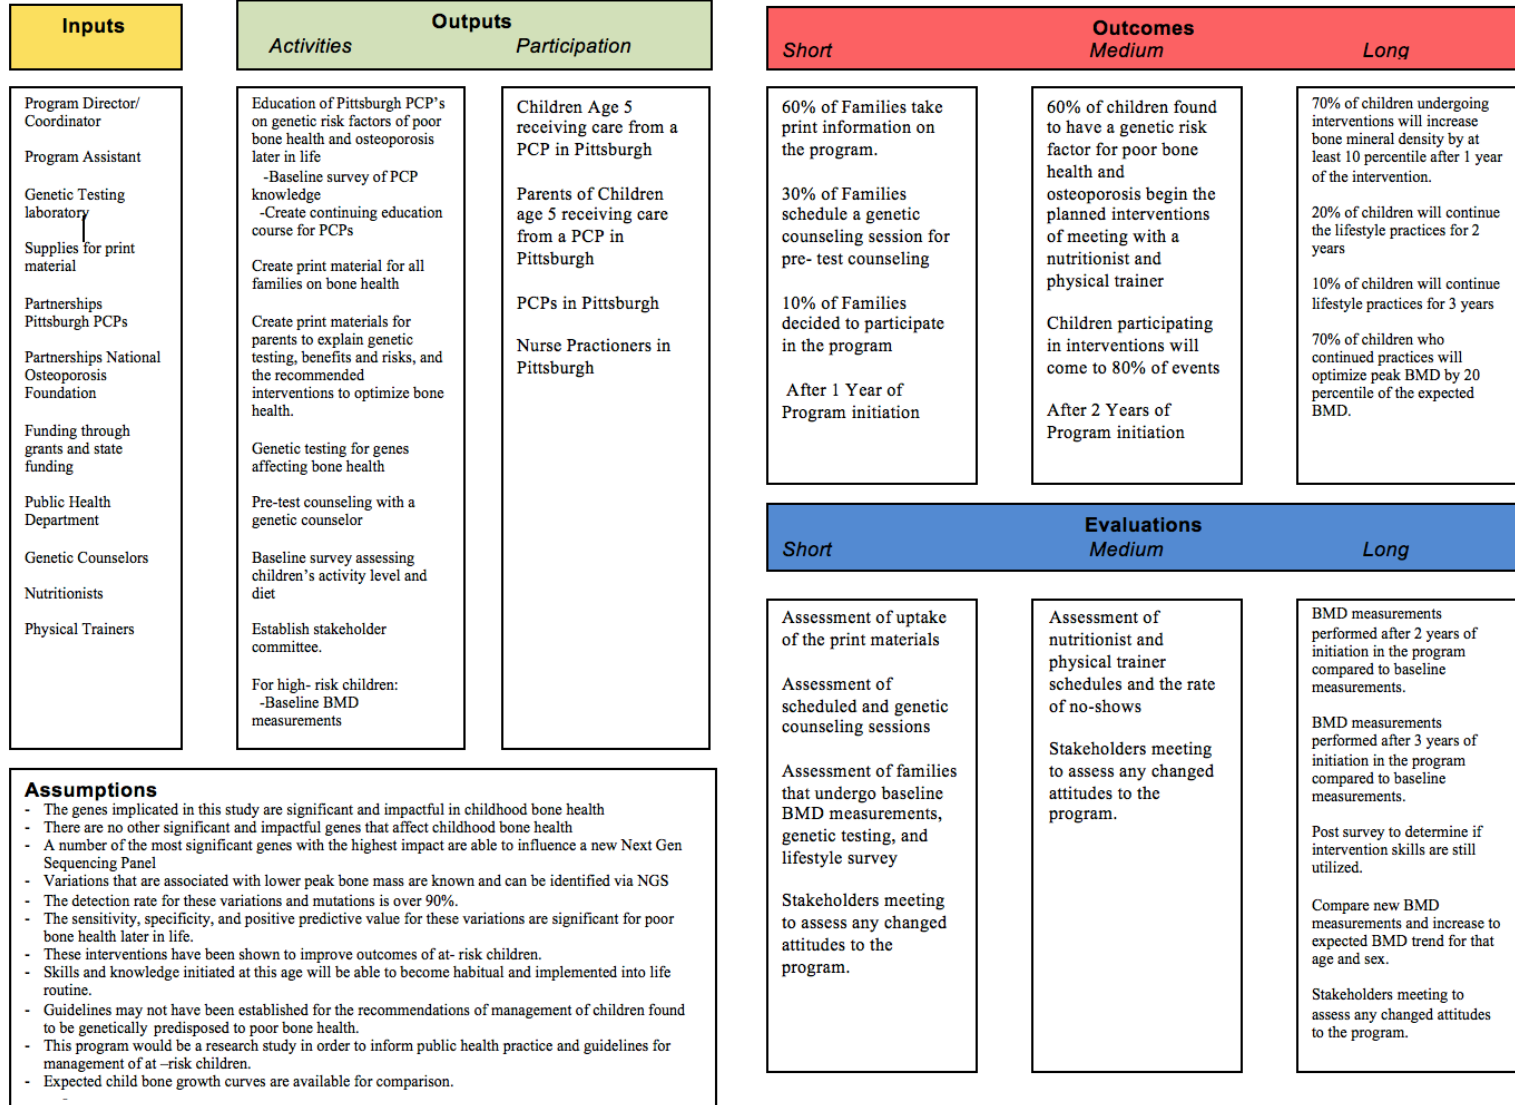 Inputs
Outputs
Activities
Participation
Program Director/
Coordinator
Program Assistant
Genetic Testing
laboratory
Supplies for print
material
Partnerships
Pittsburgh PCPs
Partnerships National
Osteoporosis
Foundation
Funding through
grants and state
funding
Public Health
Department
Genetic Counselors
Nutritionists
Physical Trainers
Education of Pittsburgh PCP's
on genetic risk factors of poor
bone health and osteoporosis
later in life
-Baseline survey of PCP
knowledge
-Create continuing education
course for PCPs
Create print material for all
families on bone health
Create print materials for
parents to explain genetic
testing, benefits and risks, and
the recommended
interventions to optimize bone
health.
Genetic testing for genes
affecting bone health
Pre-test counseling with a
genetic counselor
Baseline survey assessing
children's activity level and
diet
Establish stakeholder
committee.
For high- risk children:
-Baseline BMD
measurements
Children Age 5
receiving care from a
PCP in Pittsburgh
Parents of Children
age 5 receiving care
from a PCP in
Pittsburgh
PCPs in Pittsburgh
Nurse Practioners in
Pittsburgh
Outcomes
Short
Medium
Long
60% of Families take
print information on
the program.
30% of Families
schedule a genetic
counseling session for
pre- test counseling
10% of Families
decided to participate
in the program
After 1 Year of
Program initiation
60% of children found
to have a genetic risk
factor for poor bone
health and
osteoporosis begin the
planned interventions
of meeting with a
nutritionist and
physical trainer
Children participating
in interventions will
come to 80% of events
After 2 Years of
Program initiation
70% of children undergoing
interventions will increase
bone mineral density by at
least 10 percentile after 1 year
of the intervention.
20% of children will continue
the lifestyle practices for 2
years
10% of children will continue
lifestyle practices for 3 years
70% of children who
continued practices will
optimize peak BMD by 20
percentile of the expected
BMD.
Evaluations
Short
Medium
Long
Assessment of uptake
of the print materials
Assessment of
scheduled and genetic
counseling sessions
Assessment of families
that undergo baseline
BMD measurements,
genetic testing, and
lifestyle survey
Stakeholders meeting
to assess any changed
attitudes to the
program.
Assessment of
nutritionist and
physical trainer
schedules and the rate
of no-shows
Stakeholders meeting
to assess any changed
attitudes to the
program.
BMD measurements
performed after 2 years of
initiation in the program
compared to baseline
measurements.
BMD measurements
performed after 3 years of
initiation in the program
compared to baseline
measurements.
Post survey to determine if
intervention skills are still
utilized.
Compare new BMD
measurements and increase to
expected BMD trend for that
age and sex.
Stakeholders meeting to
assess any changed attitudes
to the program.
Assumptions
- The genes implicated in this study are significant and impactful in childhood bone health
- There are no other significant and impactful genes that affect childhood bone health
- A number of the most significant genes with the highest impact are able to influence a new Next Gen
Sequencing Panel
- Variations that are associated with lower peak bone mass are known and can be identified via NGS
- The detection rate for these variations and mutations is over 90%.
- The sensitivity, specificity, and positive predictive value for these variations are significant for poor
bone health later in life.
- These interventions have been shown to improve outcomes of at- risk children.
- Skills and knowledge initiated at this age will be able to become habitual and implemented into life
routine.
- Guidelines may not have been established for the recommendations of management of children found
to be genetically predisposed to poor bone health.
- This program would be a research study in order to inform public health practice and guidelines for
management of at –risk children.
- Expected child bone growth curves are available for comparison.
-